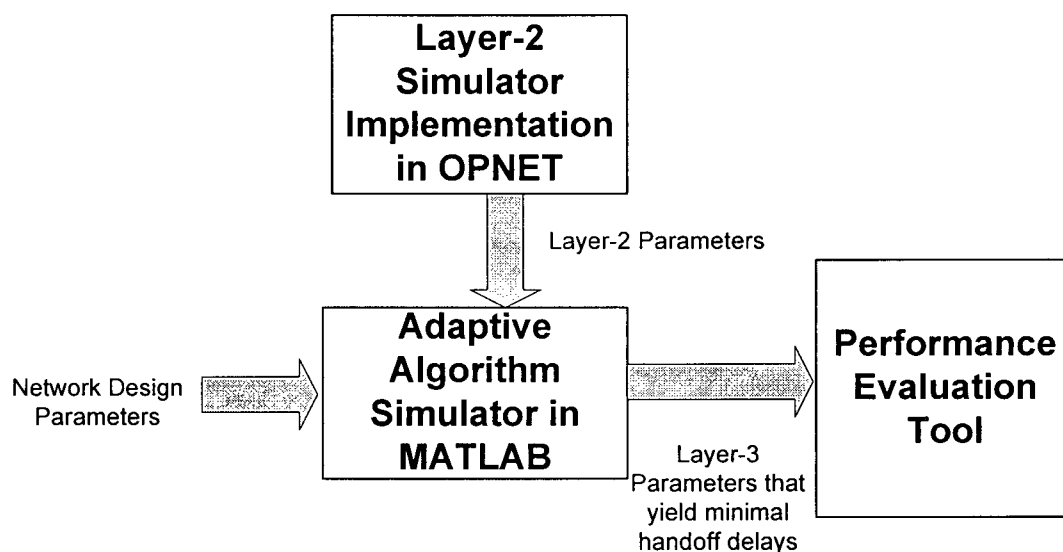 Layer-2
Simulator
Implementation
in OPNET
Layer-2 Parameters
Network Design
Parameters
Adaptive
Algorithm
Simulator in
MATLAB
Layer-3
Parameters that
yield minimal
handoff delays
Performance
Evaluation
Tool